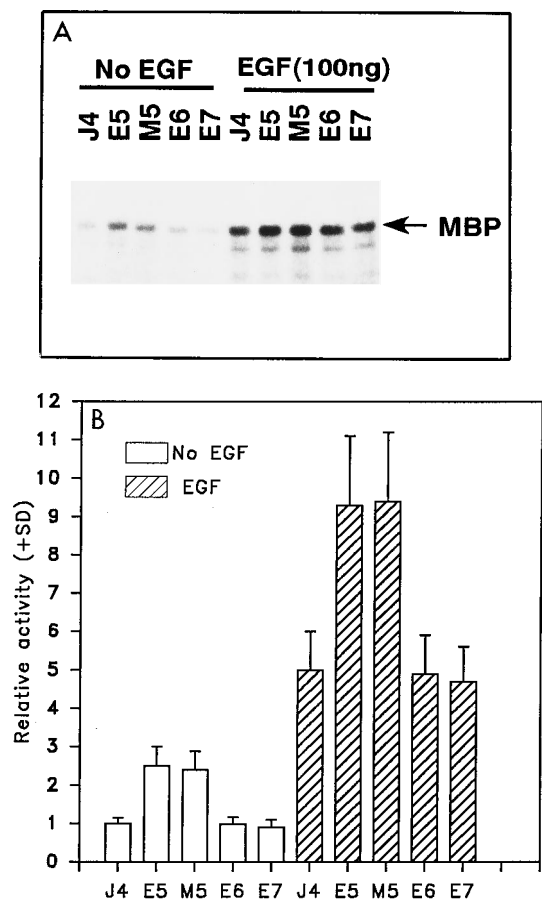 A
No EGF
EGF(100ng)
J4 E5 M5 E6 E7 J4 E5 M5 E6 E7
MBP
B
No EGF
EGF
Relative activity (+SD)
12
11
10
9
8
7
6
5
4
3
2
1
0
J4 E5 M5 E6 E7 J4 E5 M5 E6 E7